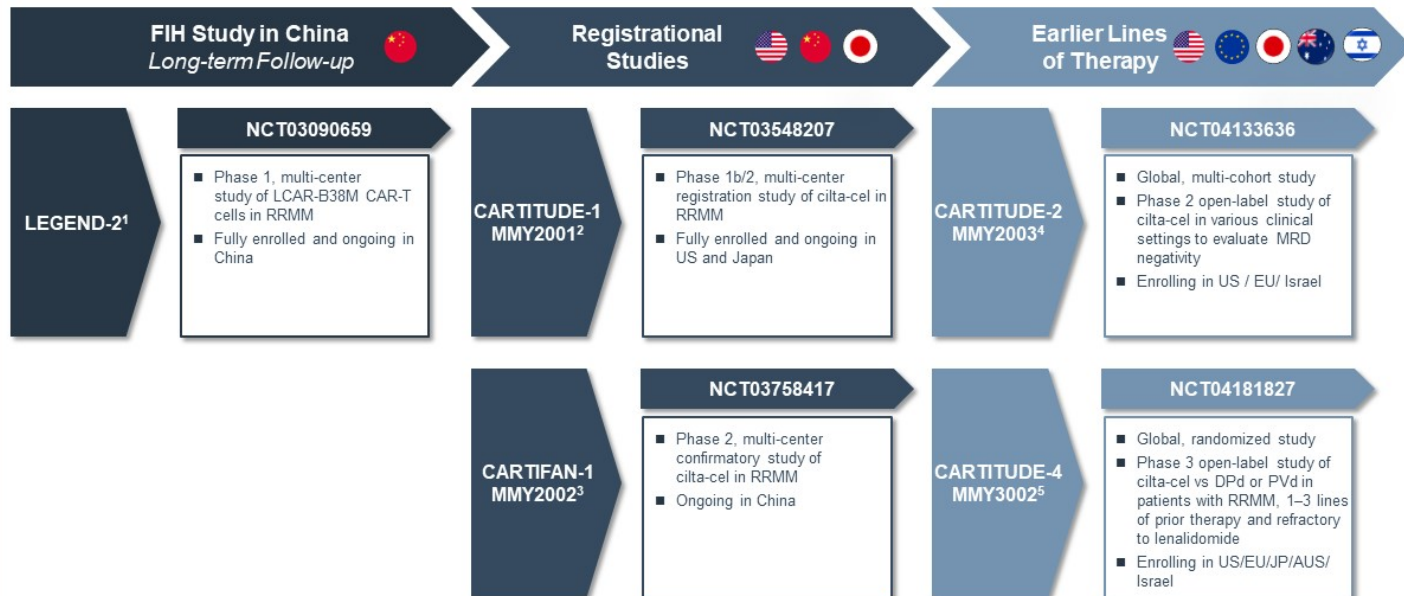 FIH Study in China
Long-term Follow-up
Registrational
Studies
Earlier Lines
of Therapy
LEGEND-2¹
NCT03090659
■ Phase 1, multi-center
study of LCAR-B38M CAR-T
cells in RRMM
■ Fully enrolled and ongoing in
China
CARTITUDE-1
MMY2001²
NCT03548207
■ Phase 1b/2, multi-center
registration study of cilta-cel in
RRMM
■ Fully enrolled and ongoing in
US and Japan
CARTITUDE-2
MMY2003⁴
NCT04133636
■ Global, multi-cohort study
■ Phase 2 open-label study of
cilta-cel in various clinical
settings to evaluate MRD
negativity
■ Enrolling in US / EU/ Israel
CARTIFAN-1
MMY2002³
NCT03758417
■ Phase 2, multi-center
confirmatory study of
cilta-cel in RRMM
■ Ongoing in China
CARTITUDE-4
MMY3002⁵
NCT04181827
■ Global, randomized study
■ Phase 3 open-label study of
cilta-cel vs DPd or PVd in
patients with RRMM, 1–3 lines
of prior therapy and refractory
to lenalidomide
■ Enrolling in US/EU/JP/AUS/
Israel